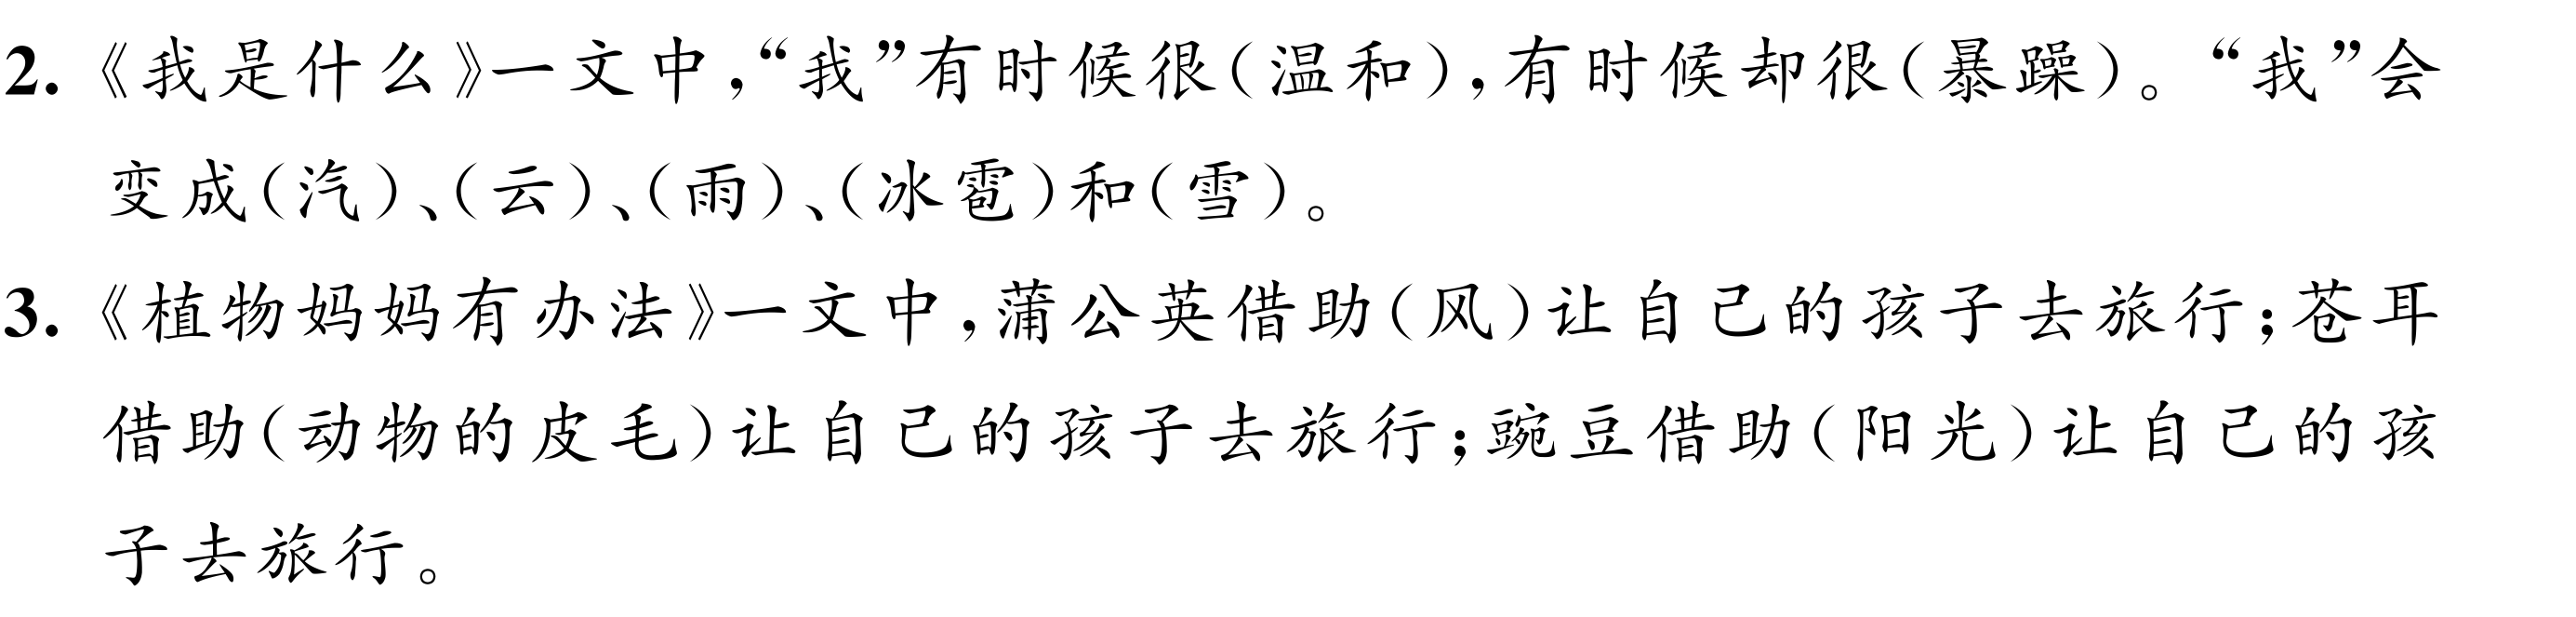 2.《我是什么》一文中,“我”有时候很(温和),有时候却很(暴躁)。“我”会
变成(汽)、(云)、(雨)、(冰雹)和(雪)。
3.《植物妈妈有办法》一文中,蒲公英借助(风)让自己的孩子去旅行;苍耳
借助(动物的皮毛)让自己的孩子去旅行;豌豆借助(阳光)让自己的孩
子去旅行。